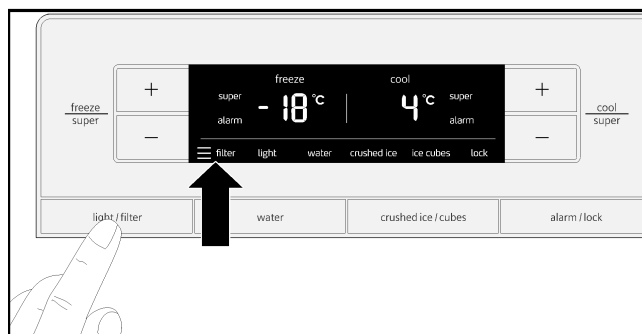 freeze cool
super super
-18 °C 4 °C
alarm alarm
freeze
super
+
−
+
−
cool
super
filter light water crushed ice ice cubes lock
light / filter water crushed ice / cubes alarm / lock